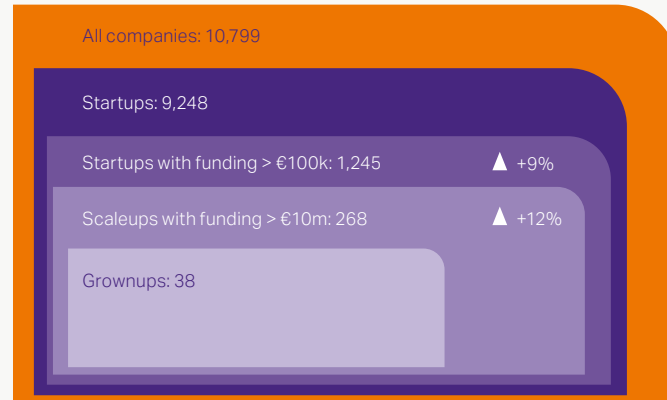 All companies: 10,799
Startups: 9,248
Startups with funding > €100k: 1,245 +9%
Scaleups with funding > €10m: 268 +12%
Grownups: 38